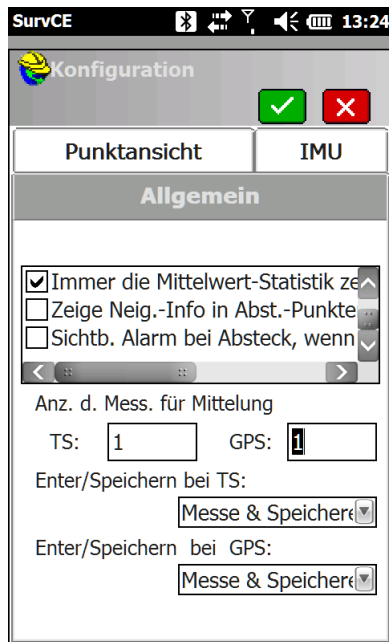 SurvCE 13:24
Konfiguration
Punktansicht IMU
Allgemein
Immer die Mittelwert-Statistik ze
Zeige Neig.-Info in Abst.-Punkte
Sichtb. Alarm bei Absteck, wenn
Anz. d. Mess. für Mittelung
TS: 1 GPS: 1
Enter/Speichern bei TS:
Messe & Speichere
Enter/Speichern bei GPS:
Messe & Speichere